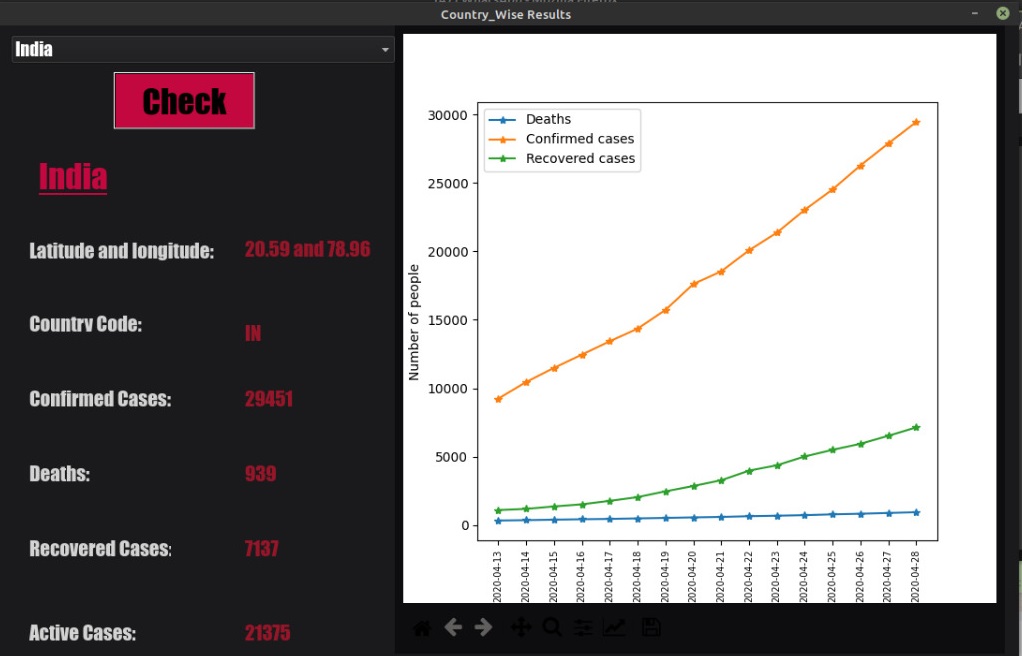 Country_Wise Results
India
Check
India
Latitude and longitude: 20.59 and 78.96
Country Code: IN
Confirmed Cases: 29451
Deaths: 939
Recovered Cases: 7137
Active Cases: 21375
Deaths
Confirmed cases
Recovered cases
Number of people
30000
25000
20000
15000
10000
5000
0
2020-04-13
2020-04-14
2020-04-15
2020-04-16
2020-04-17
2020-04-18
2020-04-19
2020-04-20
2020-04-21
2020-04-22
2020-04-23
2020-04-24
2020-04-25
2020-04-26
2020-04-27
2020-04-28